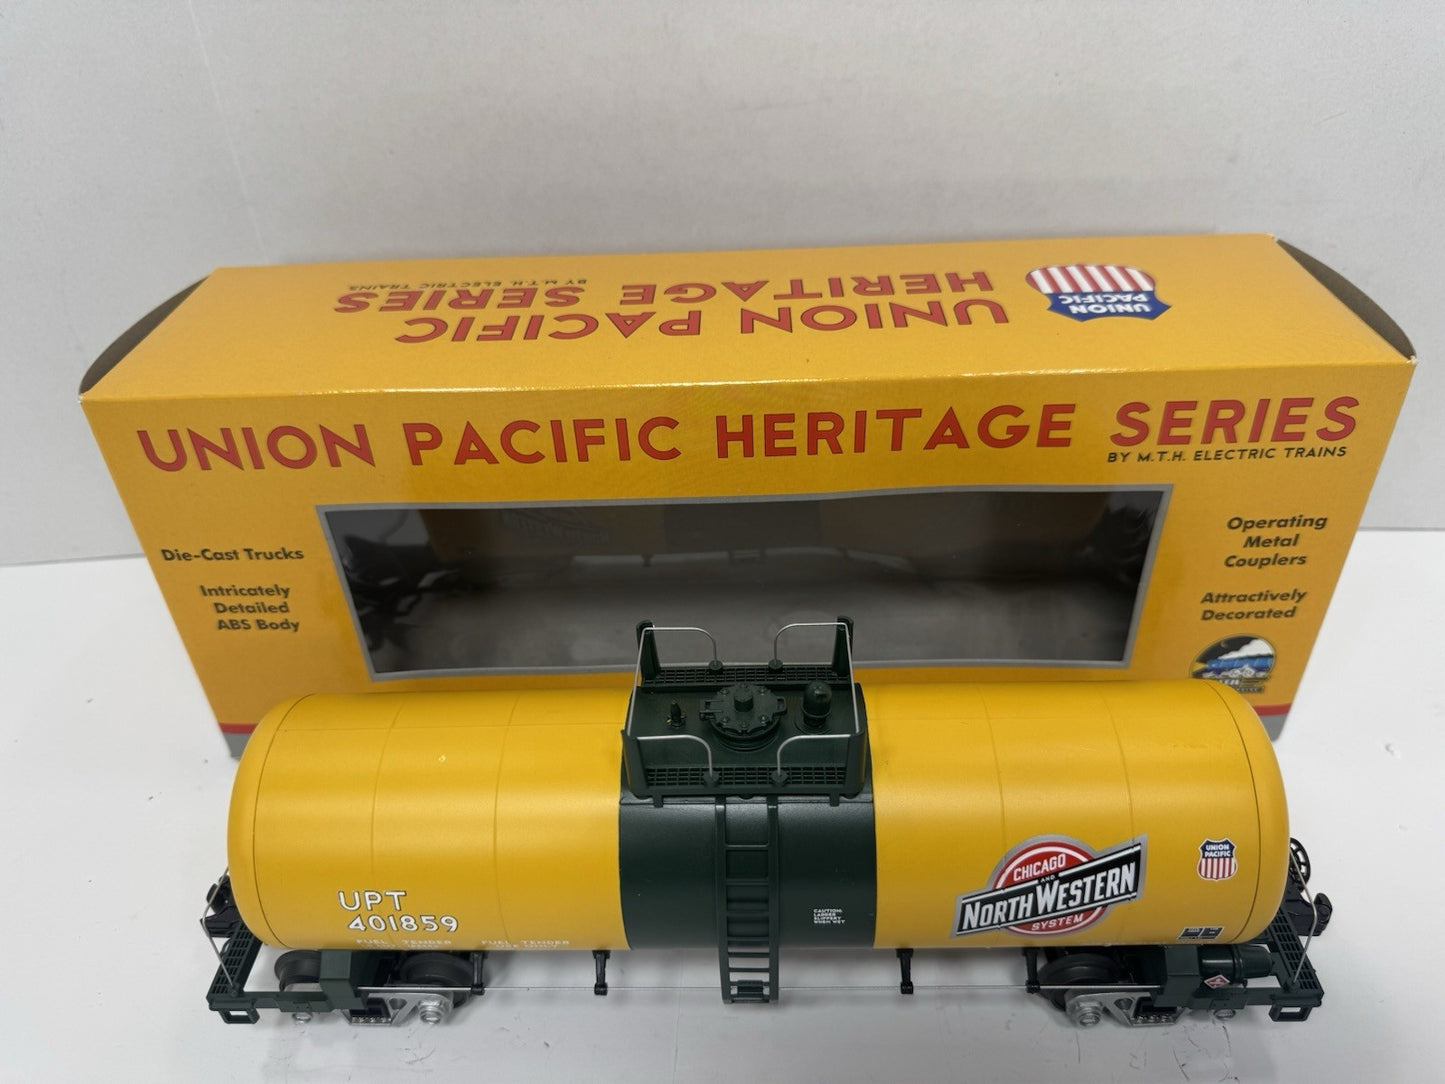 UNION PACIFIC
HERITAGE SERIES
BY M.T.H. ELECTRIC TRAINS
UNION
PACIFIC
UNION PACIFIC HERITAGE SERIES
BY M.T.H. ELECTRIC TRAINS
Die-Cast Trucks
Intricately
Detailed
ABS Body
Operating
Metal
Couplers
Attractively
Decorated
UPT
401859
FUEL TENDER
FUEL TENDER
USE ONLY
CAUTION:
LADDER
SLIPPERY
WHEN WET
CHICAGO
AND
NORTH WESTERN
SYSTEM
UNION
PACIFIC